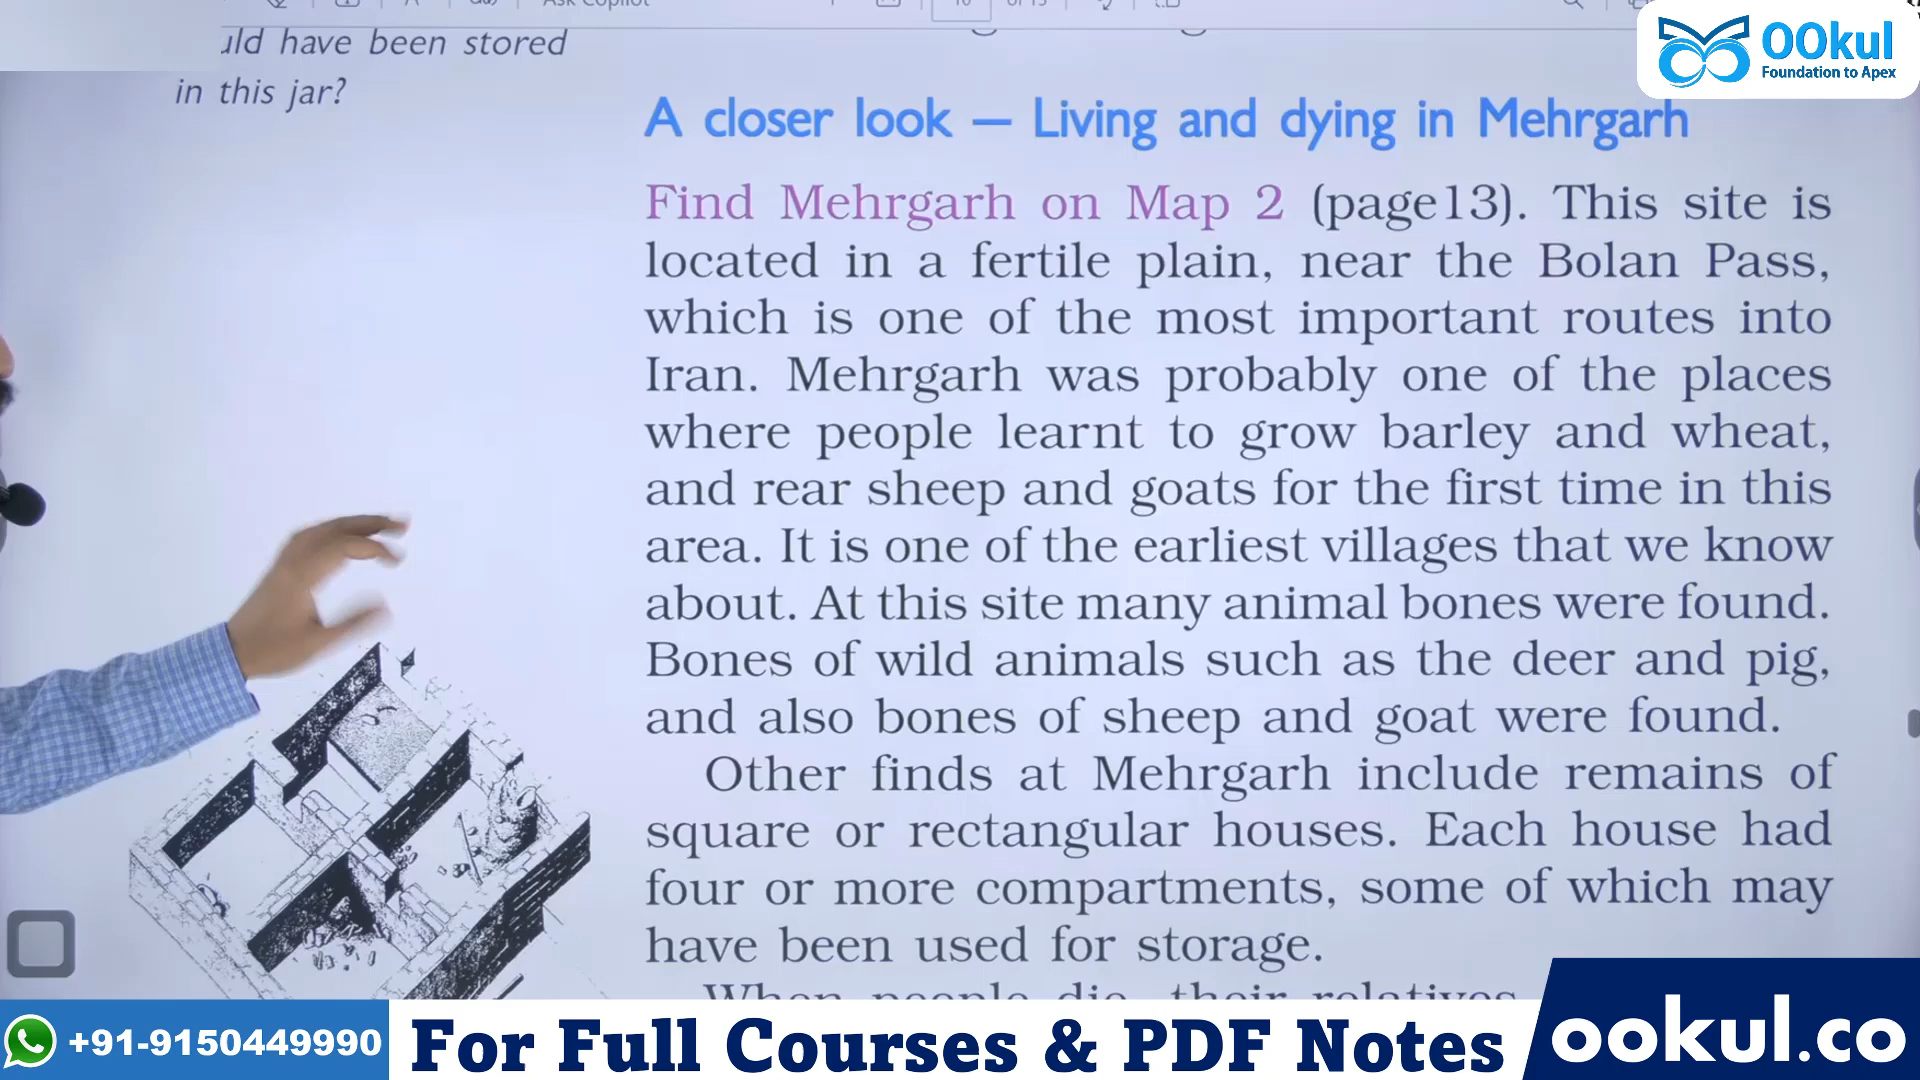 Ask Copilot
uld have been stored
in this jar?
OOkul
Foundation to Apex
A closer look — Living and dying in Mehrgarh
Find Mehrgarh on Map 2 (page13). This site is
located in a fertile plain, near the Bolan Pass,
which is one of the most important routes into
Iran. Mehrgarh was probably one of the places
where people learnt to grow barley and wheat,
and rear sheep and goats for the first time in this
area. It is one of the earliest villages that we know
about. At this site many animal bones were found.
Bones of wild animals such as the deer and pig,
and also bones of sheep and goat were found.
Other finds at Mehrgarh include remains of
square or rectangular houses. Each house had
four or more compartments, some of which may
have been used for storage.
When people die, their relatives
+91-9150449990
For Full Courses & PDF Notes
ookul.co